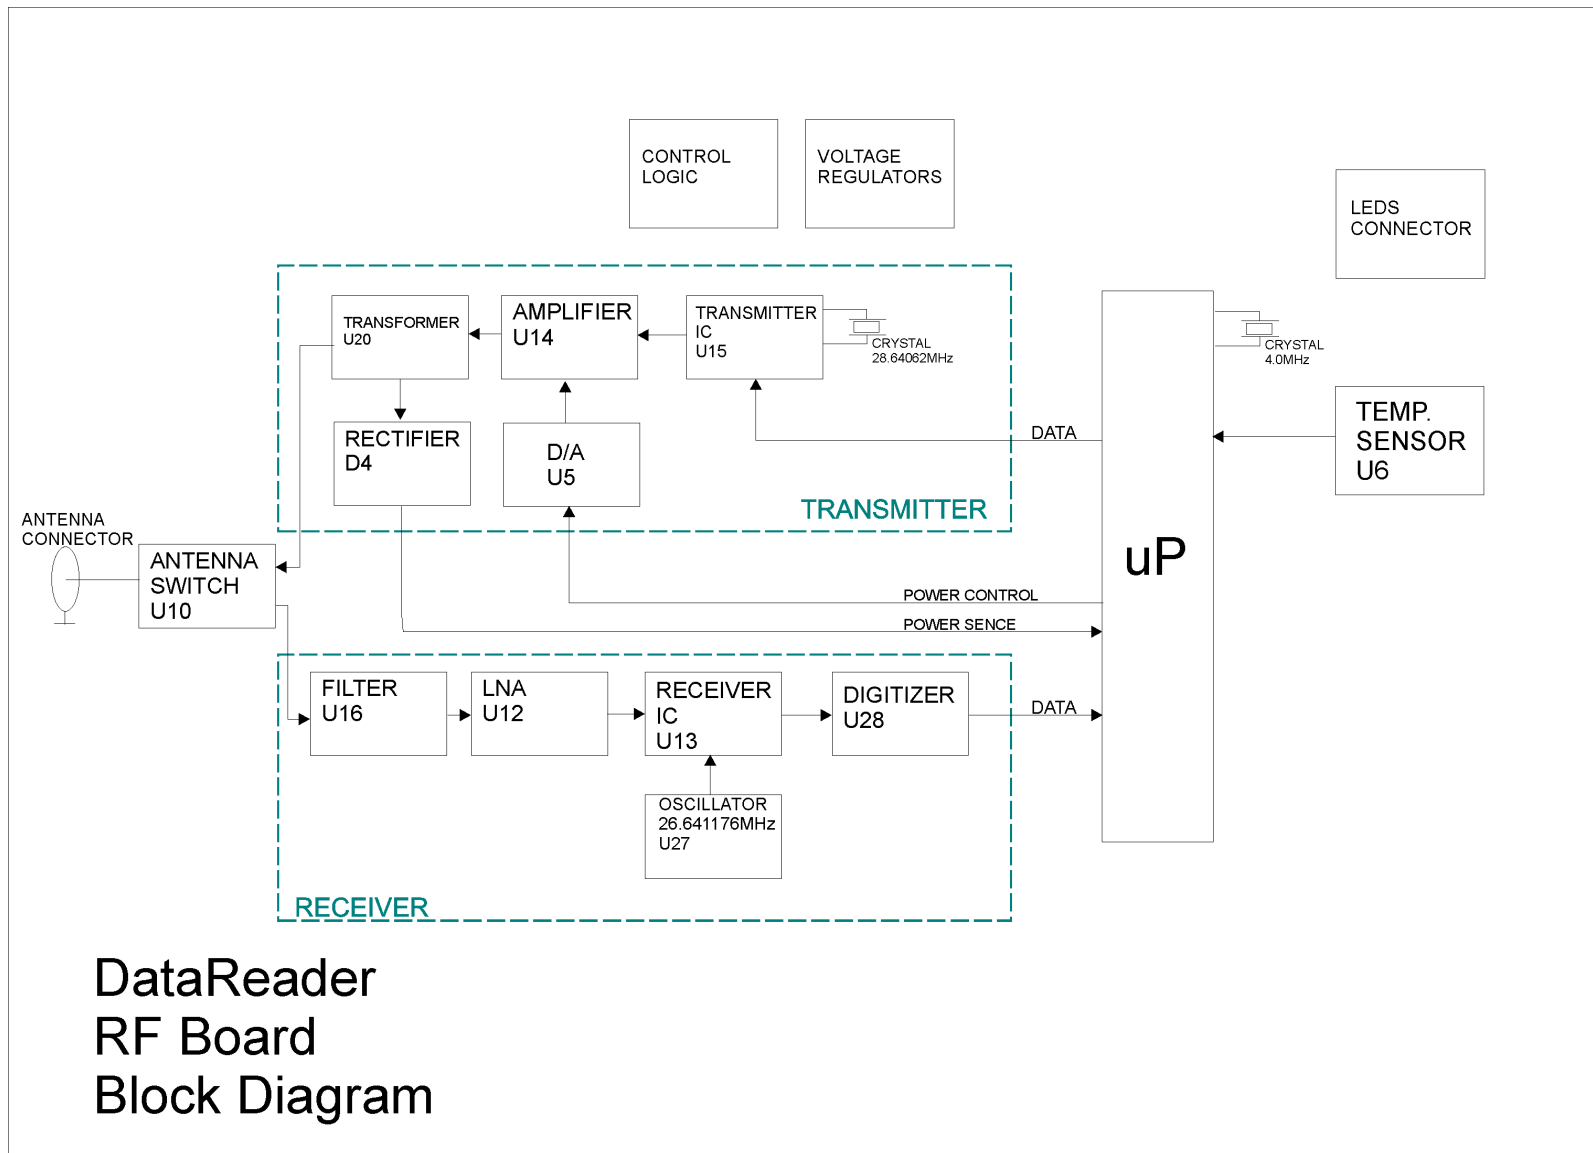 CONTROL
LOGIC
VOLTAGE
REGULATORS
LEDS
CONNECTOR
TRANSFORMER
U20
AMPLIFIER
U14
TRANSMITTER
IC
U15
CRYSTAL
28.64062MHz
CRYSTAL
4.0MHz
RECTIFIER
D4
D/A
U5
DATA
TEMP.
SENSOR
U6
TRANSMITTER
ANTENNA
CONNECTOR
ANTENNA
SWITCH
U10
uP
POWER CONTROL
POWER SENCE
FILTER
U16
LNA
U12
RECEIVER
IC
U13
DIGITIZER
U28
DATA
OSCILLATOR
26.641176MHz
U27
RECEIVER
DataReader
RF Board
Block Diagram